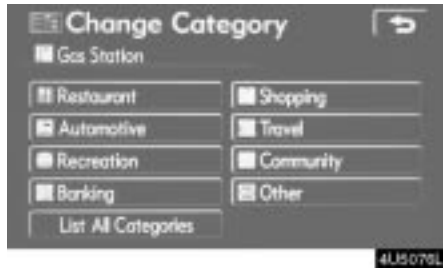 Change Category
Gas Station
Restaurant Shopping
Automotive Travel
Recreation Community
Banking Other
List All Categories
4U5076L